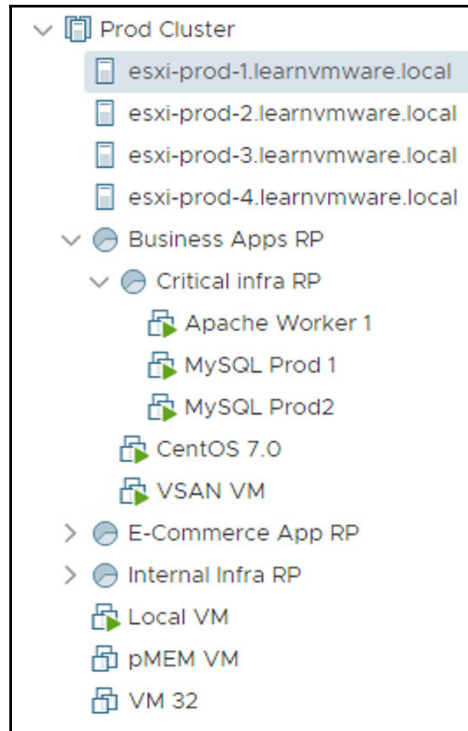 Prod Cluster
esxi-prod-1.learnvmware.local
esxi-prod-2.learnvmware.local
esxi-prod-3.learnvmware.local
esxi-prod-4.learnvmware.local
Business Apps RP
Critical infra RP
Apache Worker 1
MySQL Prod 1
MySQL Prod2
CentOS 7.0
VSAN VM
E-Commerce App RP
Internal Infra RP
Local VM
pMEM VM
VM 32